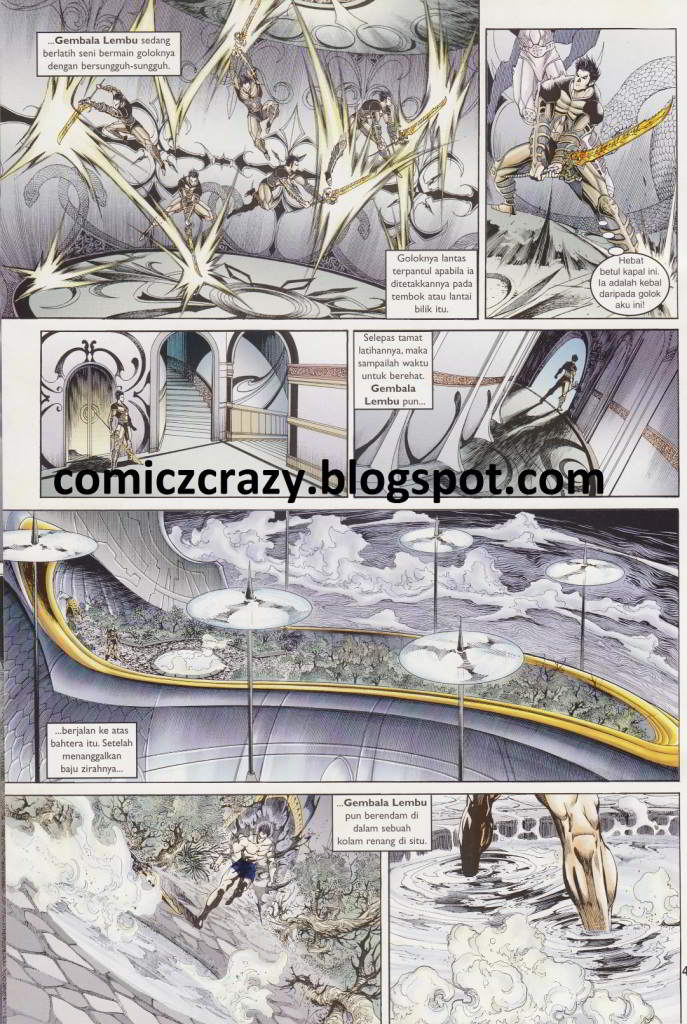 ...Gembala Lembu sedang
berlatih seni bermain goloknya
dengan bersungguh-sungguh.
Goloknya lantas
terpantul apabila ia
ditetakkannya pada
tembok atau lantai
bilik itu.
Hebat
betul kapal ini.
Ia adalah kebal
daripada golok
aku ini!
Selepas tamat
latihannya, maka
sampailah waktu
untuk berehat.
Gembala
Lembu pun...
comiczcrazy.blogspot.com
...berjalan ke atas
bahtera itu. Setelah
menanggalkan
baju zirahnya...
...Gembala Lembu
pun berendam di
dalam sebuah
kolam renang di situ.
4